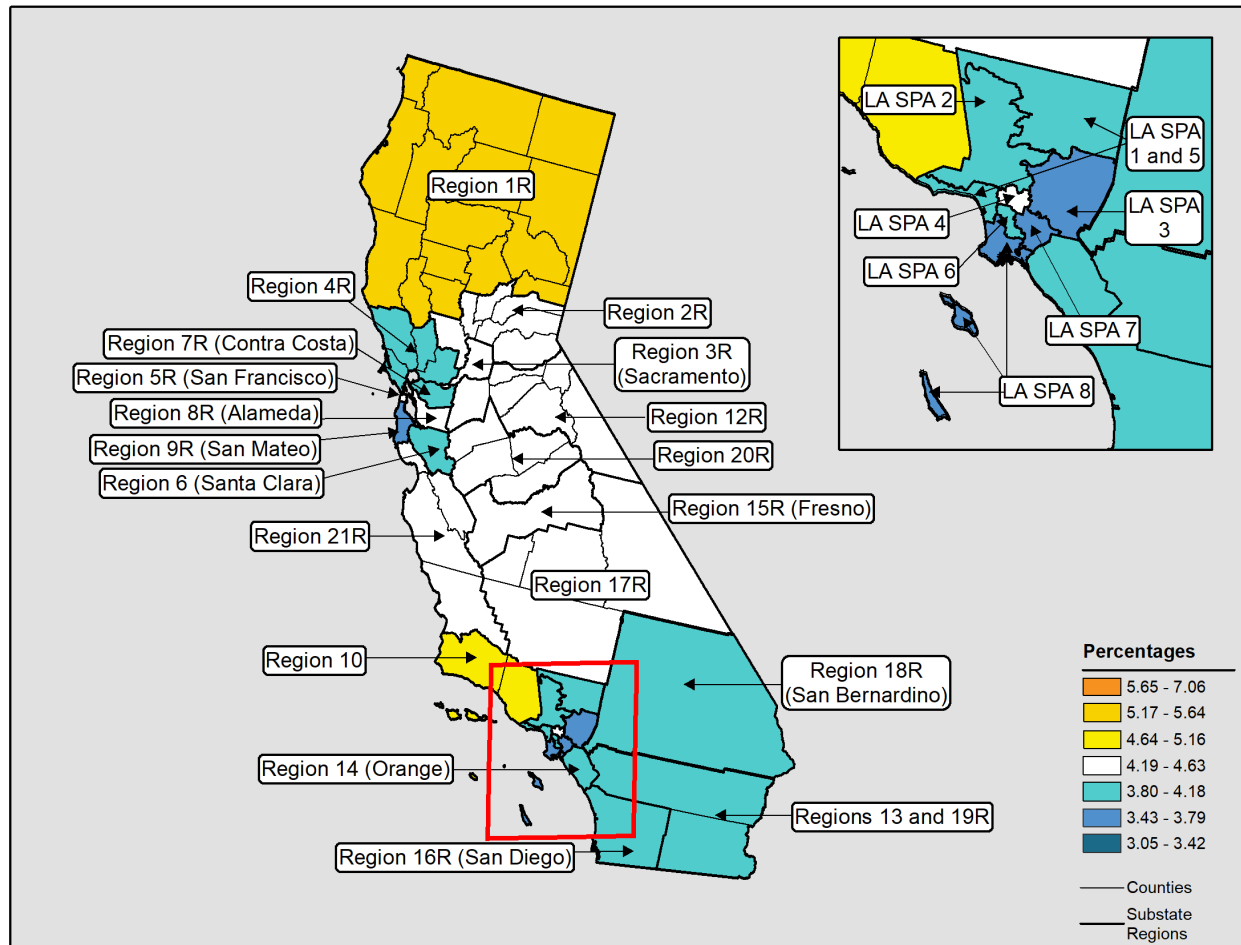 Region 1R
Region 4R
Region 2R
Region 7R (Contra Costa)
Region 3R
(Sacramento)
Region 5R (San Francisco)
Region 8R (Alameda)
Region 12R
Region 9R (San Mateo)
Region 20R
Region 6 (Santa Clara)
Region 15R (Fresno)
Region 21R
Region 17R
Region 10
Region 18R
(San Bernardino)
Region 14 (Orange)
Regions 13 and 19R
Region 16R (San Diego)
LA SPA 2
LA SPA
1 and 5
LA SPA 4
LA SPA
3
LA SPA 6
LA SPA 7
LA SPA 8
Percentages
5.65 - 7.06
5.17 - 5.64
4.64 - 5.16
4.19 - 4.63
3.80 - 4.18
3.43 - 3.79
3.05 - 3.42
Counties
Substate
Regions